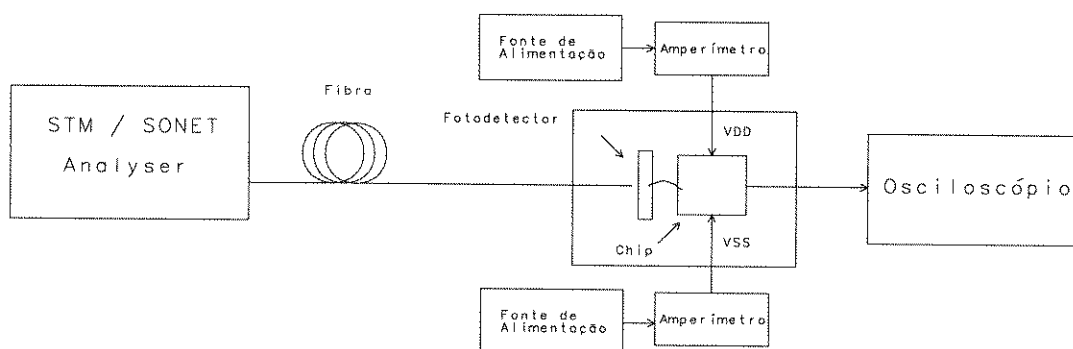 Fonte de
Alimentação
Amperímetro
Fibra
STM / SONET
Analyser
Fotodetector
VDD
Osciloscópio
Chip
VSS
Fonte de
Alimentação
Amperímetro